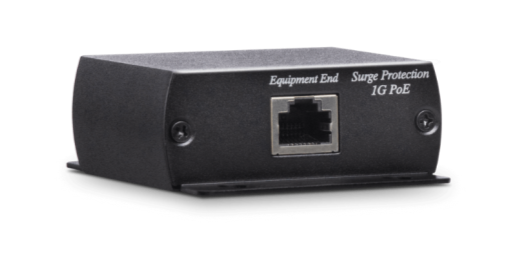 Equipment End
Surge Protection
1G PoE